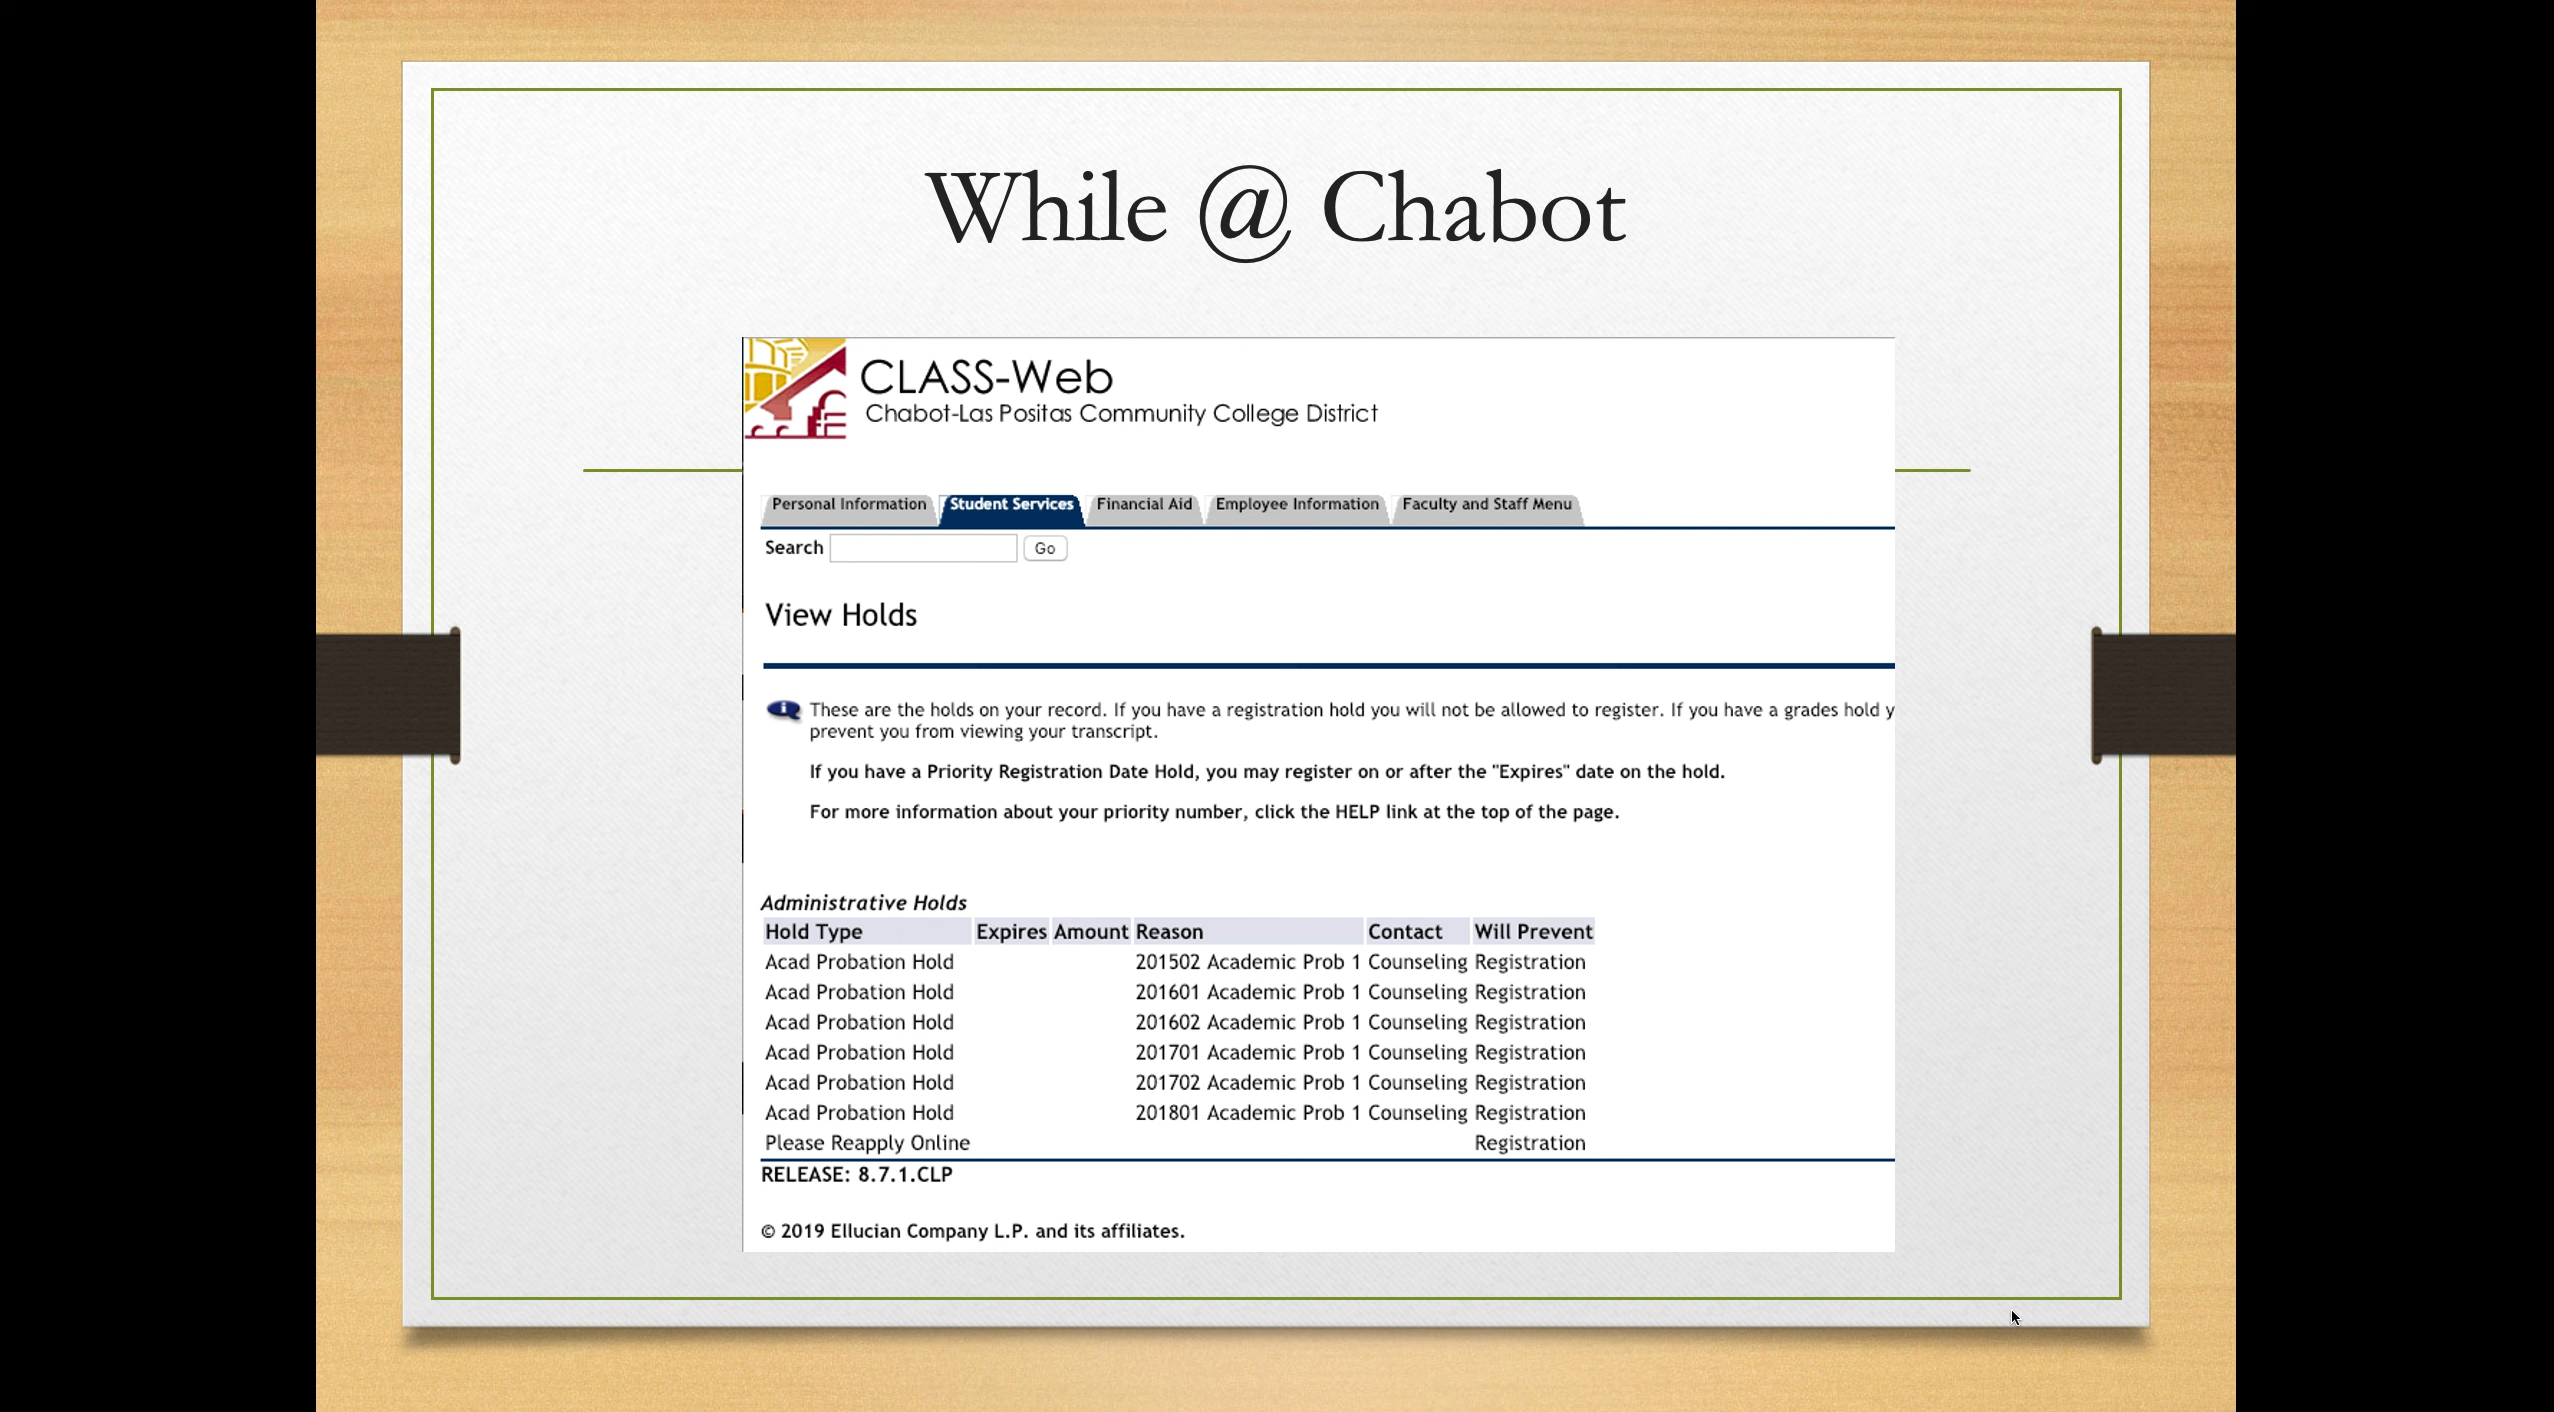 While @ Chabot
CLASS-Web
Chabot-Las Positas Community College District
Personal Information Student Services Financial Aid Employee Information Faculty and Staff Menu
Search Go
View Holds
These are the holds on your record. If you have a registration hold you will not be allowed to register. If you have a grades hold y
prevent you from viewing your transcript.
If you have a Priority Registration Date Hold, you may register on or after the "Expires" date on the hold.
For more information about your priority number, click the HELP link at the top of the page.
Administrative Holds
Hold Type Expires Amount Reason Contact Will Prevent
Acad Probation Hold 201502 Academic Prob 1 Counseling Registration
Acad Probation Hold 201601 Academic Prob 1 Counseling Registration
Acad Probation Hold 201602 Academic Prob 1 Counseling Registration
Acad Probation Hold 201701 Academic Prob 1 Counseling Registration
Acad Probation Hold 201702 Academic Prob 1 Counseling Registration
Acad Probation Hold 201801 Academic Prob 1 Counseling Registration
Please Reapply Online Registration
RELEASE: 8.7.1.CLP
© 2019 Ellucian Company L.P. and its affiliates.